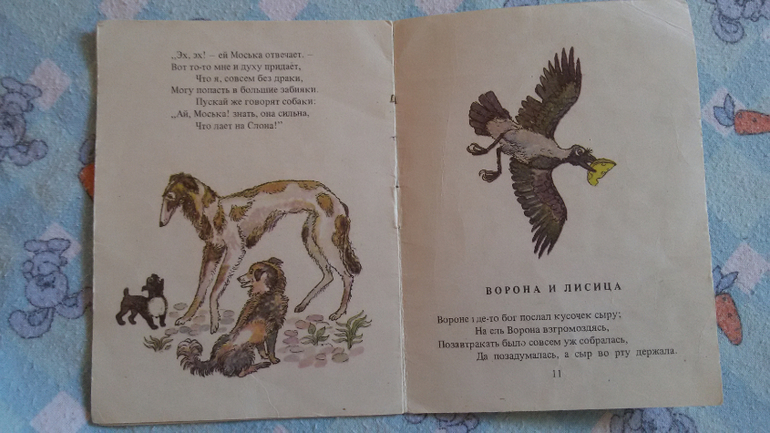 „Эх, эх! – ей Моська отвечает. –
Вот то-то мне и духу придает,
Что я, совсем без драки,
Могу попасть в большие забияки.
Пускай же говорят собаки:
„Ай, Моська! знать, она сильна,
Что лает на Слона!”
ВОРОНА И ЛИСИЦА
Вороне где-то бог послал кусочек сыру;
На ель Ворона взгромоздясь,
Позавтракать было совсем уж собралась,
Да позадумалась, а сыр во рту держала.
11